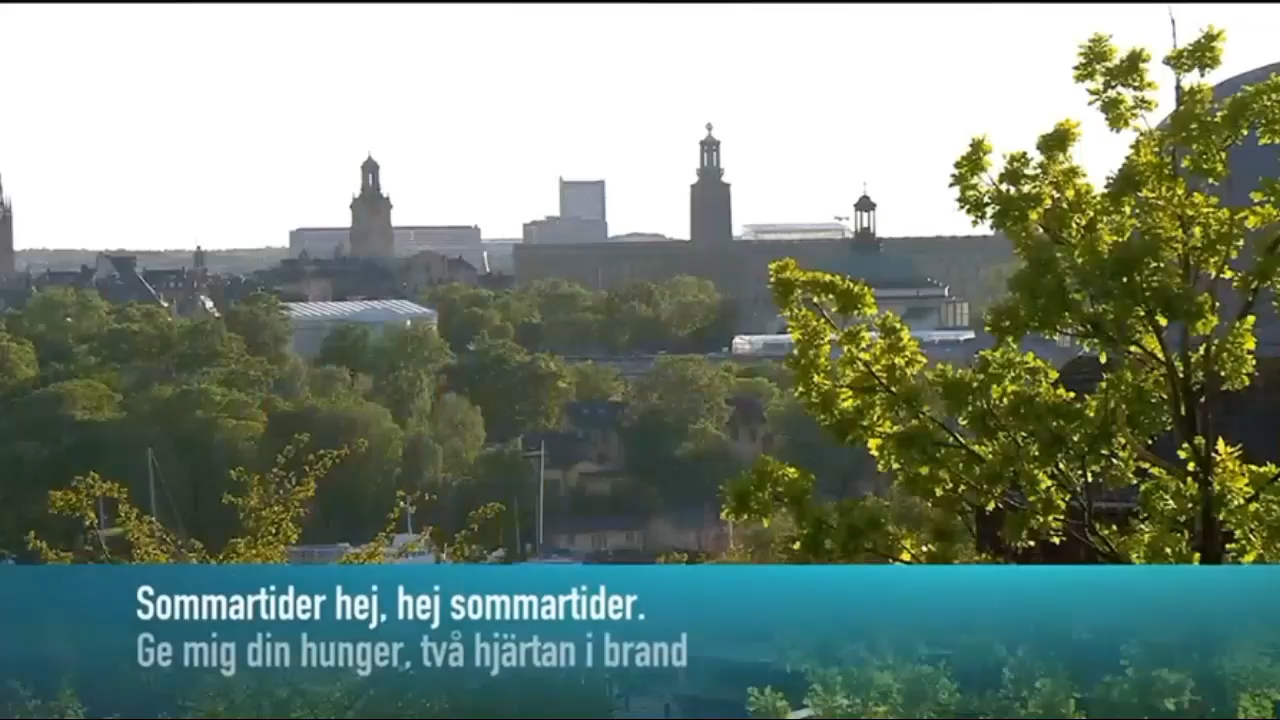 Sommartider hej, hej sommartider.
Ge mig din hunger, två hjärtan i brand